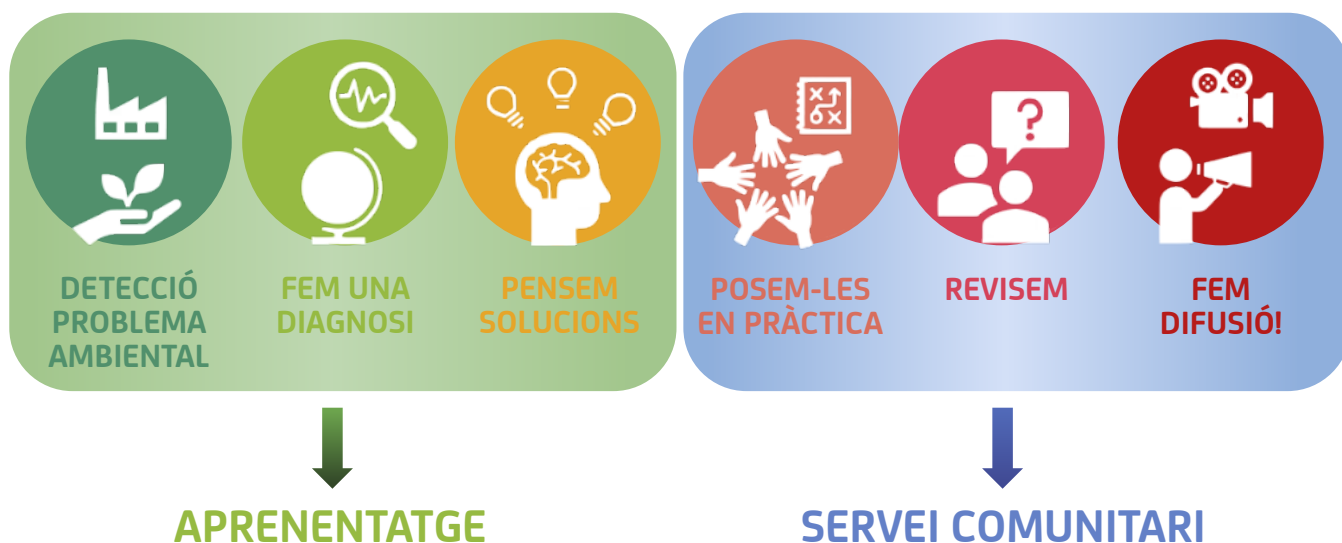 DETECCIÓ
PROBLEMA
AMBIENTAL
FEM UNA
DIAGNOSI
PENSEM
SOLUCIONS
POSEM-LES
EN PRÀCTICA
REVISEM
FEM
DIFUSIÓ!
APRENENTATGE
SERVEI COMUNITARI